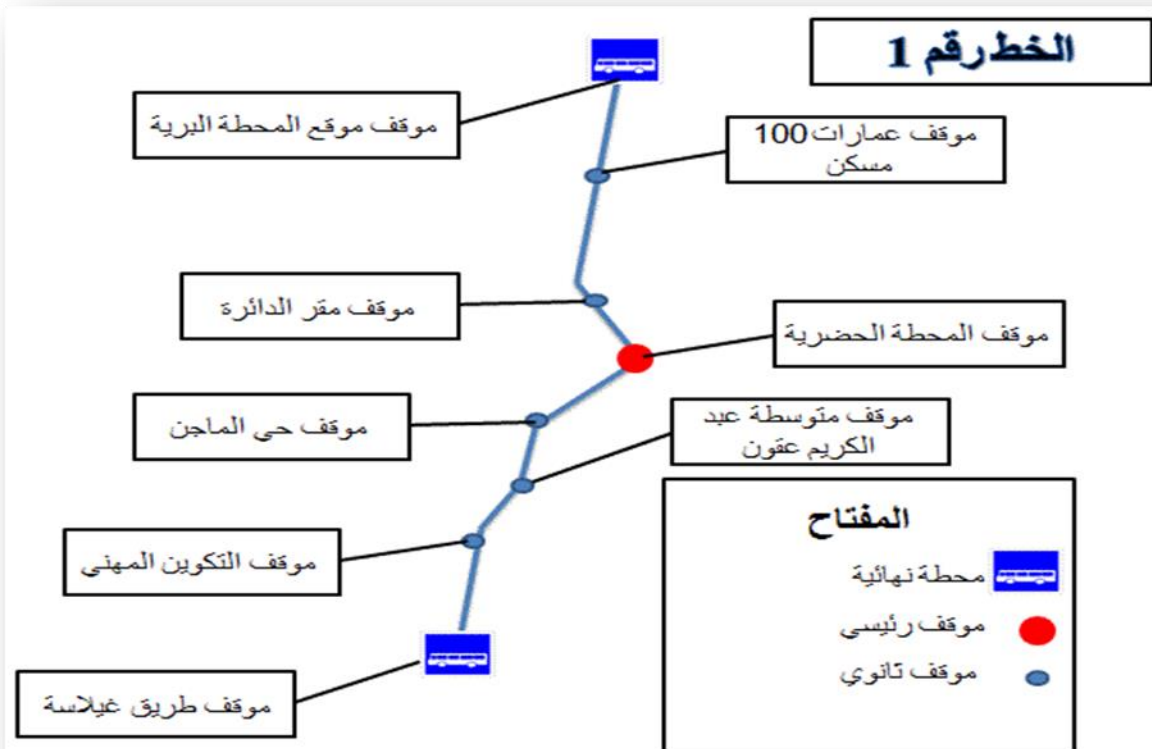 الخط رقم 1
موقف موقع المحطة البرية
موقف عمارات 100
مسكن
موقف مقر الدائرة
موقف المحطة الحضرية
موقف حي الماجن
موقف متوسطة عبد
الكريم عقون
موقف التكوين المهني
موقف طريق غيلاسة
المفتاح
محطة نهائية
موقف رئيسي
موقف ثانوي